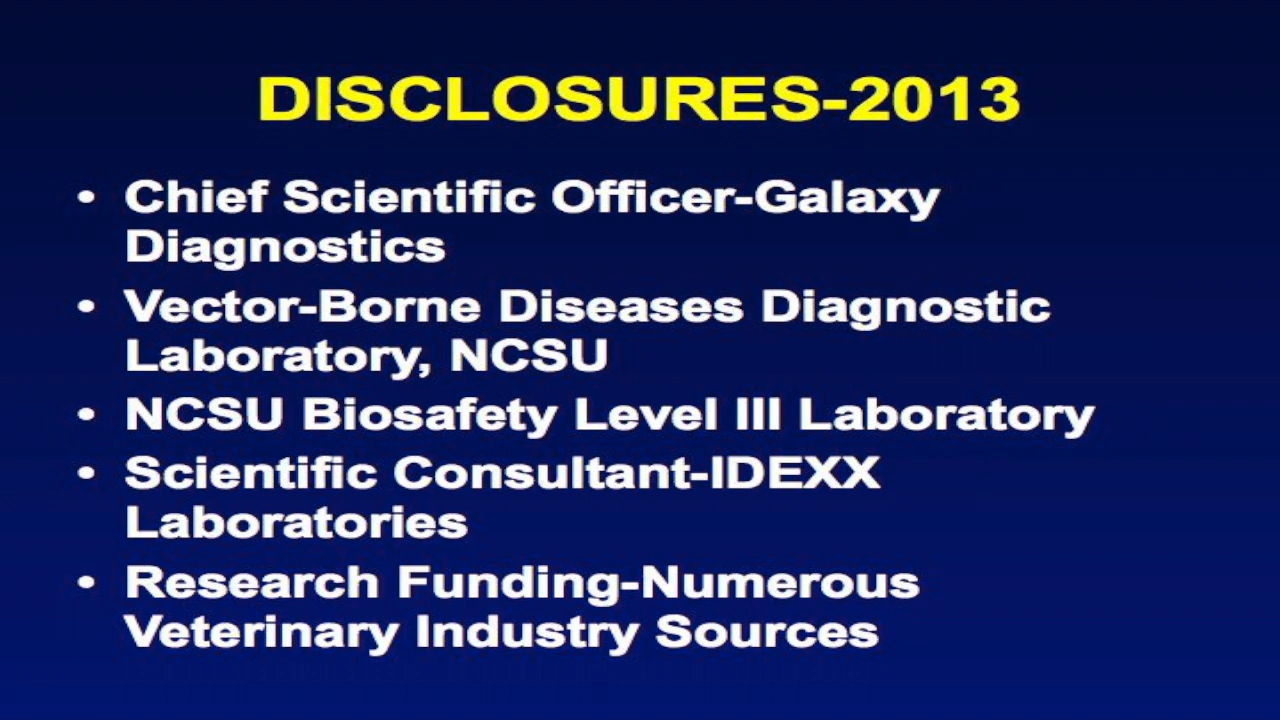 DISCLOSURES-2013
• Chief Scientific Officer-Galaxy
Diagnostics
• Vector-Borne Diseases Diagnostic
Laboratory, NCSU
• NCSU Biosafety Level III Laboratory
• Scientific Consultant-IDEXX
Laboratories
• Research Funding-Numerous
Veterinary Industry Sources